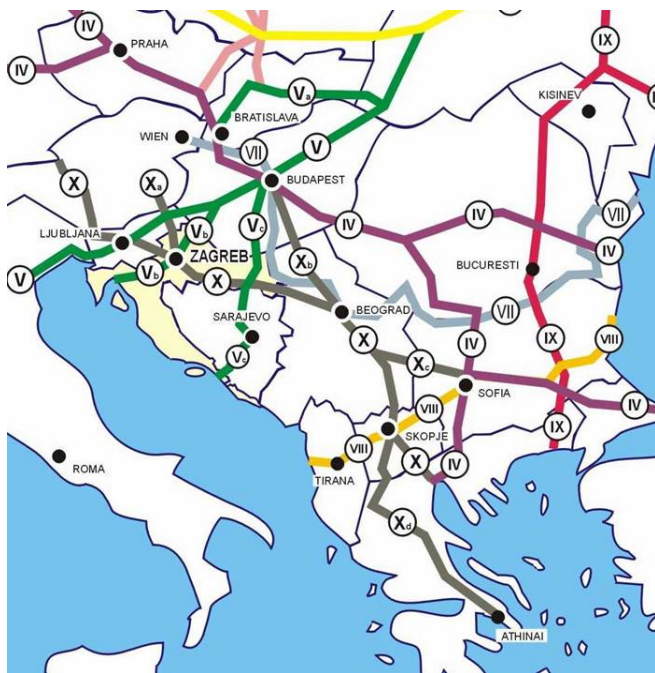 IV
IX
PRAHA
IV
KISINEV
Va
BRATISLAVA
WIEN
VII
V
X
Xa
BUDAPEST
LJUBLJANA
Vb
Vc
IV
IV
VII
IV
ZAGREB
Xb
BUCURESTI
V
Vb
X
BEOGRAD
VII
SARAJEVO
X
IV
IX
VIII
Vc
Xc
SOFIA
IV
VIII
SKOPJE
IX
VIII
X
IV
ROMA
TIRANA
Xd
ATHINAI